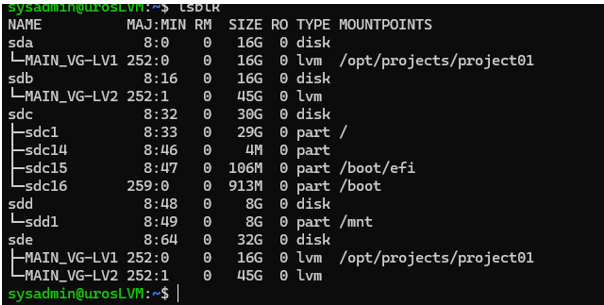 sysadmin@urosLVM:~$ lsblk
NAME MAJ:MIN RM SIZE RO TYPE MOUNTPOINTS
sda 8:0 0 16G 0 disk
└─MAIN_VG-LV1 252:0 0 16G 0 lvm /opt/projects/project01
sdb 8:16 0 16G 0 disk
└─MAIN_VG-LV2 252:1 0 45G 0 lvm
sdc 8:32 0 30G 0 disk
├─sdc1 8:33 0 29G 0 part /
├─sdc14 8:46 0 4M 0 part
├─sdc15 8:47 0 106M 0 part /boot/efi
└─sdc16 259:0 0 913M 0 part /boot
sdd 8:48 0 8G 0 disk
└─sdd1 8:49 0 8G 0 part /mnt
sde 8:64 0 32G 0 disk
├─MAIN_VG-LV1 252:0 0 16G 0 lvm /opt/projects/project01
└─MAIN_VG-LV2 252:1 0 45G 0 lvm
sysadmin@urosLVM:~$